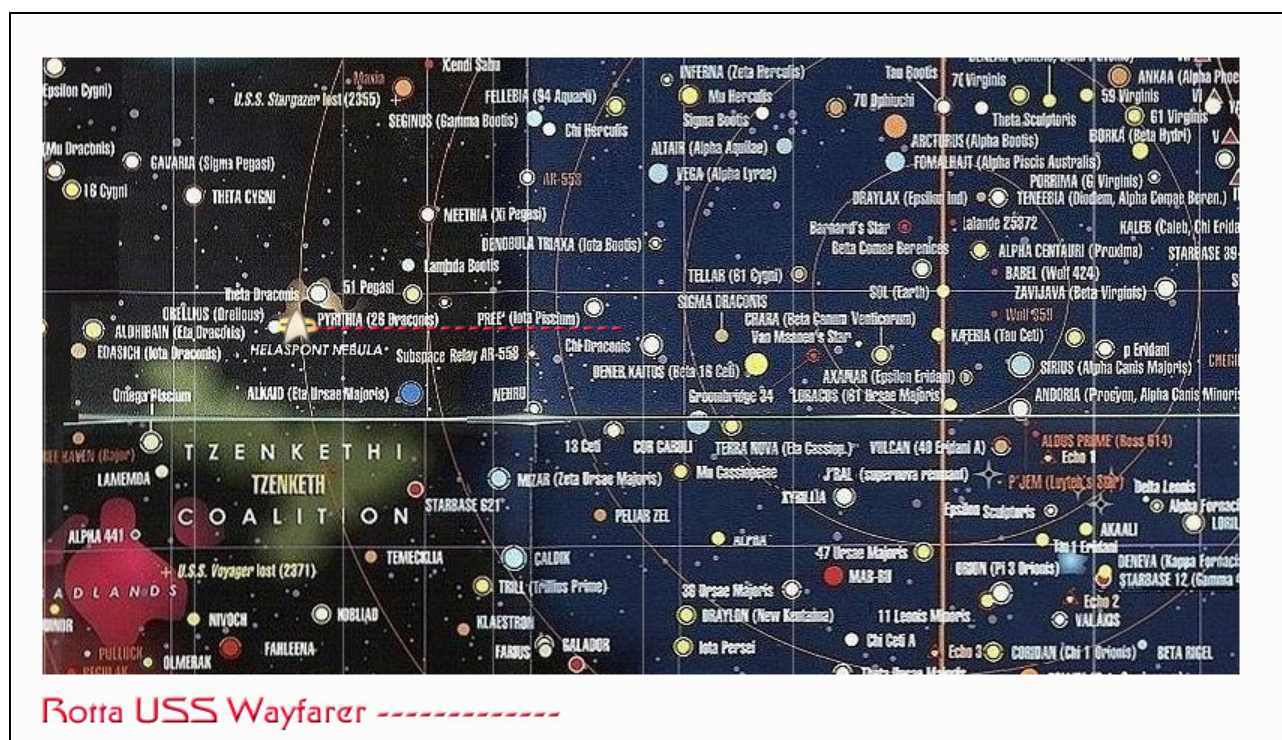 Xendi Sabu
Maxia
U.S.S. Stargazer lost (2355)
FELLEBIA (94 Aquarii)
SEGINUS (Gamma Bootis)
Chi Herculis
INFERNA (Zeta Herculis)
Mu Herculis
Sigma Bootis
Tau Bootis
70 Ophiuchi
70 Virginis
59 Virginis
ANKAA (Alpha Phoe
61 Virginis
Theta Sculptoris
ARCTURUS (Alpha Bootis)
BORKA (Beta Hydri)
Epsilon Cygni)
(Mu Draconis)
GAVARIA (Sigma Pegasi)
16 Cygni
THETA CYGNI
ALTAIR (Alpha Aquilae)
VEGA (Alpha Lyrae)
FOMALHAUT (Alpha Piscis Australis)
AR-558
PORRIMA (G Virginis)
DRAYLAX (Epsilon Ind)
TENEEBIA (Diadem, Alpha Comae Beren.)
NEETHIA (Xi Pegasi)
Barnard's Star
Lalande 25372
KALEB (Caleb, Chi Erida
DENOBULA TRIAXA (Iota Bootis)
Beta Comae Berenices
ALPHA CENTAURI (Proxima)
STARBASE 39-
Lambda Bootis
TELLAR (61 Cygni)
BABEL (Wolf 424)
Theta Draconis
51 Pegasi
SOL (Earth)
ZAVIJAVA (Beta Virginis)
ORELLIUS (Orellous)
PYRITHIA (26 Draconis)
PREE' (Iota Piscium)
SIGMA DRACONIS
CHARA (Beta Canum Venticorum)
Wolf 359
ALDHIBAIN (Eta Draconis)
Van Maanen's Star
KAFERIA (Tau Ceti)
EDASICH (Iota Draconis)
HELASPONT NEBULA
Subspace Relay AR-558
Chi Draconis
p Eridani
DENEB KAITOS (Beta 16 Ceti)
AXANAR (Epsilon Eridani)
SIRIUS (Alpha Canis Majoris)
Omega Piscium
ALKAID (Eta Ursae Majoris)
NEHRU
Groombridge 34
LORACUS (61 Ursae Majoris)
ANDORIA (Procyon, Alpha Canis Minoris
13 Ceti
COR CAROLI
TERRA NOVA (Eta Cassiop.)
VULCAN (40 Eridani A)
ALDUS PRIME (Ross 614)
Echo 1
TZENKETHI
TZENKETH
COALITION
LAMENDA
STARBASE 621
MIZAR (Zeta Ursae Majoris)
Mu Cassiopeiae
J'RAL (supernova remnant)
P'JEM (Luyten's Star)
XYRILLIA
Delta Leonis
Epsilon Sculptoris
Alpha Fornac
PELIAR ZEL
AKAALI
ALPHA 441
Tau 1 Eridani
TEMECKLIA
CALDIK
47 Ursae Majoris
DENEVA (Kappa Fornaci
U.S.S. Voyager lost (2371)
MAB-BU
ORION (Pi 3 Orionis)
STARBASE 12 (Gamma 4
ADLANDS
TRILL (Trillius Prime)
36 Ursae Majoris
Echo 2
NIVOCH
KOBLIAD
DRAYLON (New Kentaina)
11 Leonis Minoris
VALAKIS
KLAESTRON
FAHLEENA
FARIUS
GALADOR
Iota Persei
Chi Ceti A
Echo 3
CORIDAN (Chi 1 Orionis)
BETA RIGEL
PULLOCK
OLMERAK
Rotta USS Wayfarer -------------